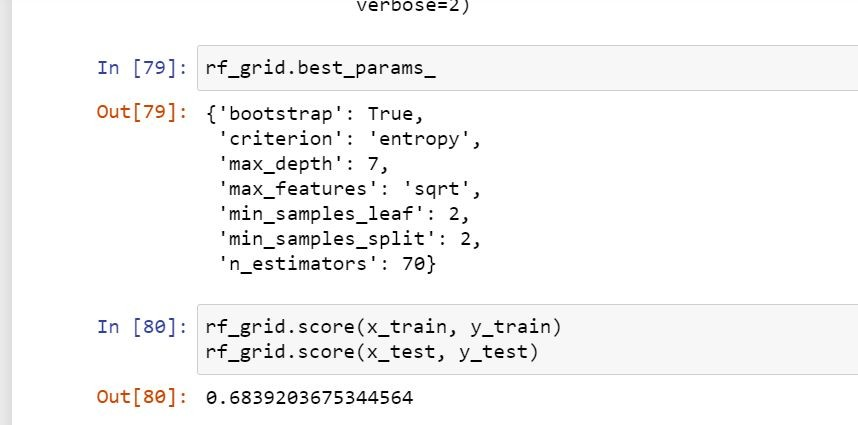 verbose=2)
In [79]: rf_grid.best_params_
Out[79]: {'bootstrap': True,
'criterion': 'entropy',
'max_depth': 7,
'max_features': 'sqrt',
'min_samples_leaf': 2,
'min_samples_split': 2,
'n_estimators': 70}
In [80]: rf_grid.score(x_train, y_train)
rf_grid.score(x_test, y_test)
Out[80]: 0.6839203675344564